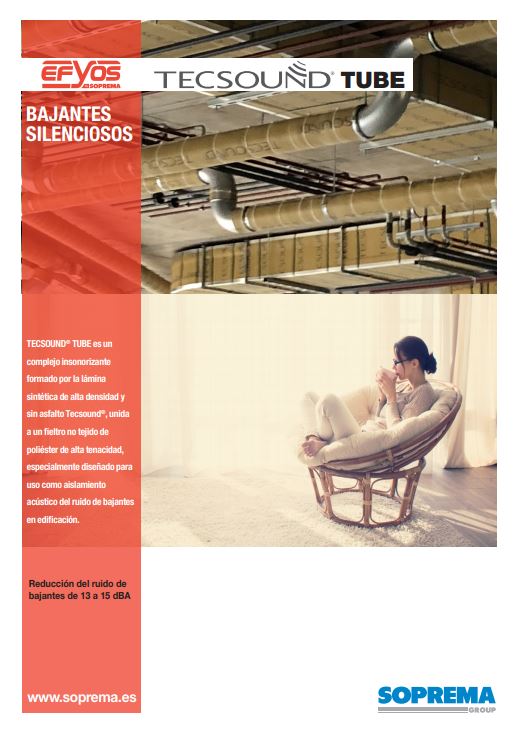 EFYOS
SOPREMA
TECSOUND® TUBE
BAJANTES
SILENCIOSOS
TECSOUND® TUBE es un
complejo insonorizante
formado por la lámina
sintética de alta densidad y
sin asfalto Tecsound®, unida
a un fieltro no tejido de
poliéster de alta tenacidad,
especialmente diseñado para
uso como aislamiento
acústico del ruido de bajantes
en edificación.
Reducción del ruido de
bajantes de 13 a 15 dBA
www.soprema.es
SOPREMA
GROUP